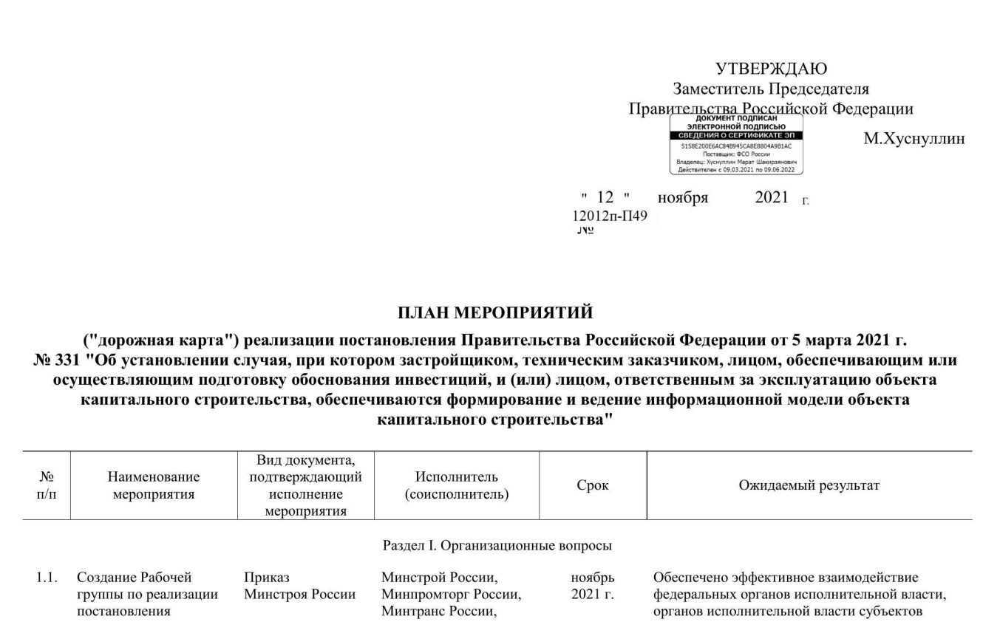 УТВЕРЖДАЮ
Заместитель Председателя
Правительства Российской Федерации
ДОКУМЕНТ ПОДПИСАН
ЭЛЕКТРОННОЙ ПОДПИСЬЮ
СВЕДЕНИЯ О СЕРТИФИКАТЕ ЭП
5158E200E6AC84B945CA8E8804A9B1AC
Поставщик: ФСО России
Владелец: Хуснуллин Марат Шакирзянович
Действителен с 09.03.2021 по 09.06.2022
М.Хуснуллин
" 12 " ноября 2021 г.
12012п-П49
№
ПЛАН МЕРОПРИЯТИЙ
("дорожная карта") реализации постановления Правительства Российской Федерации от 5 марта 2021 г.
№ 331 "Об установлении случая, при котором застройщиком, техническим заказчиком, лицом, обеспечивающим или
осуществляющим подготовку обоснования инвестиций, и (или) лицом, ответственным за эксплуатацию объекта
капитального строительства, обеспечиваются формирование и ведение информационной модели объекта
капитального строительства"
№
п/п
Наименование
мероприятия
Вид документа,
подтверждающий
исполнение
мероприятия
Исполнитель
(соисполнитель)
Срок
Ожидаемый результат
Раздел I. Организационные вопросы
1.1.
Создание Рабочей
группы по реализации
постановления
Приказ
Минстроя России
Минстрой России,
Минпромторг России,
Минтранс России,
ноябрь
2021 г.
Обеспечено эффективное взаимодействие
федеральных органов исполнительной власти,
органов исполнительной власти субъектов